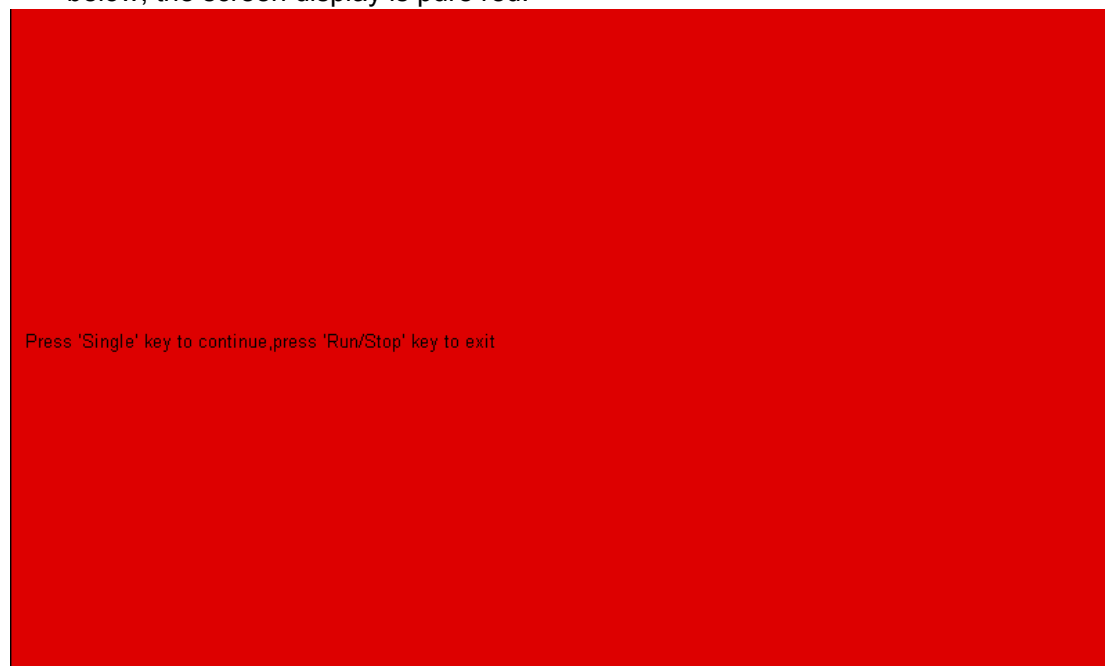 below, the screen display is pure red.
Press 'Single' key to continue,press 'Run/Stop' key to exit